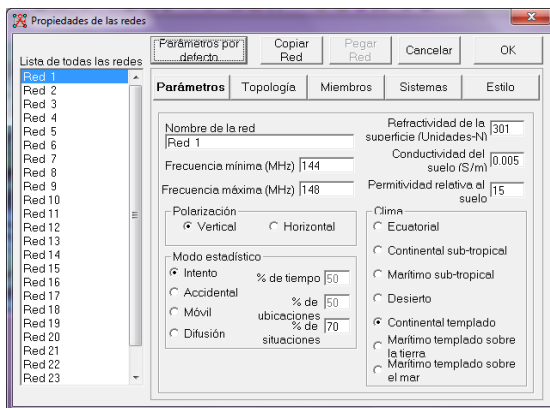 Propiedades de las redes
Lista de todas las redes
Red 1
Red 2
Red 3
Red 4
Red 5
Red 6
Red 7
Red 8
Red 9
Red 10
Red 11
Red 12
Red 13
Red 14
Red 15
Red 16
Red 17
Red 18
Red 19
Red 20
Red 21
Red 22
Red 23
Parámetros por
defecto
Copiar
Red
Pegar
Red
Cancelar
OK
Parámetros
Topología
Miembros
Sistemas
Estilo
Nombre de la red
Red 1
Frecuencia mínima (MHz) 144
Frecuencia máxima (MHz) 148
Polarización
Vertical
Horizontal
Modo estadístico
Intento
Accidental
Móvil
Difusión
% de tiempo 50
% de
ubicaciones 50
% de
situaciones 70
Refractividad de la
superficie (Unidades-N) 301
Conductividad del
suelo (S/m) 0.005
Permitividad relativa al
suelo 15
Clima
Ecuatorial
Continental sub-tropical
Marítimo sub-tropical
Desierto
Continental templado
Marítimo templado sobre
la tierra
Marítimo templado sobre
el mar